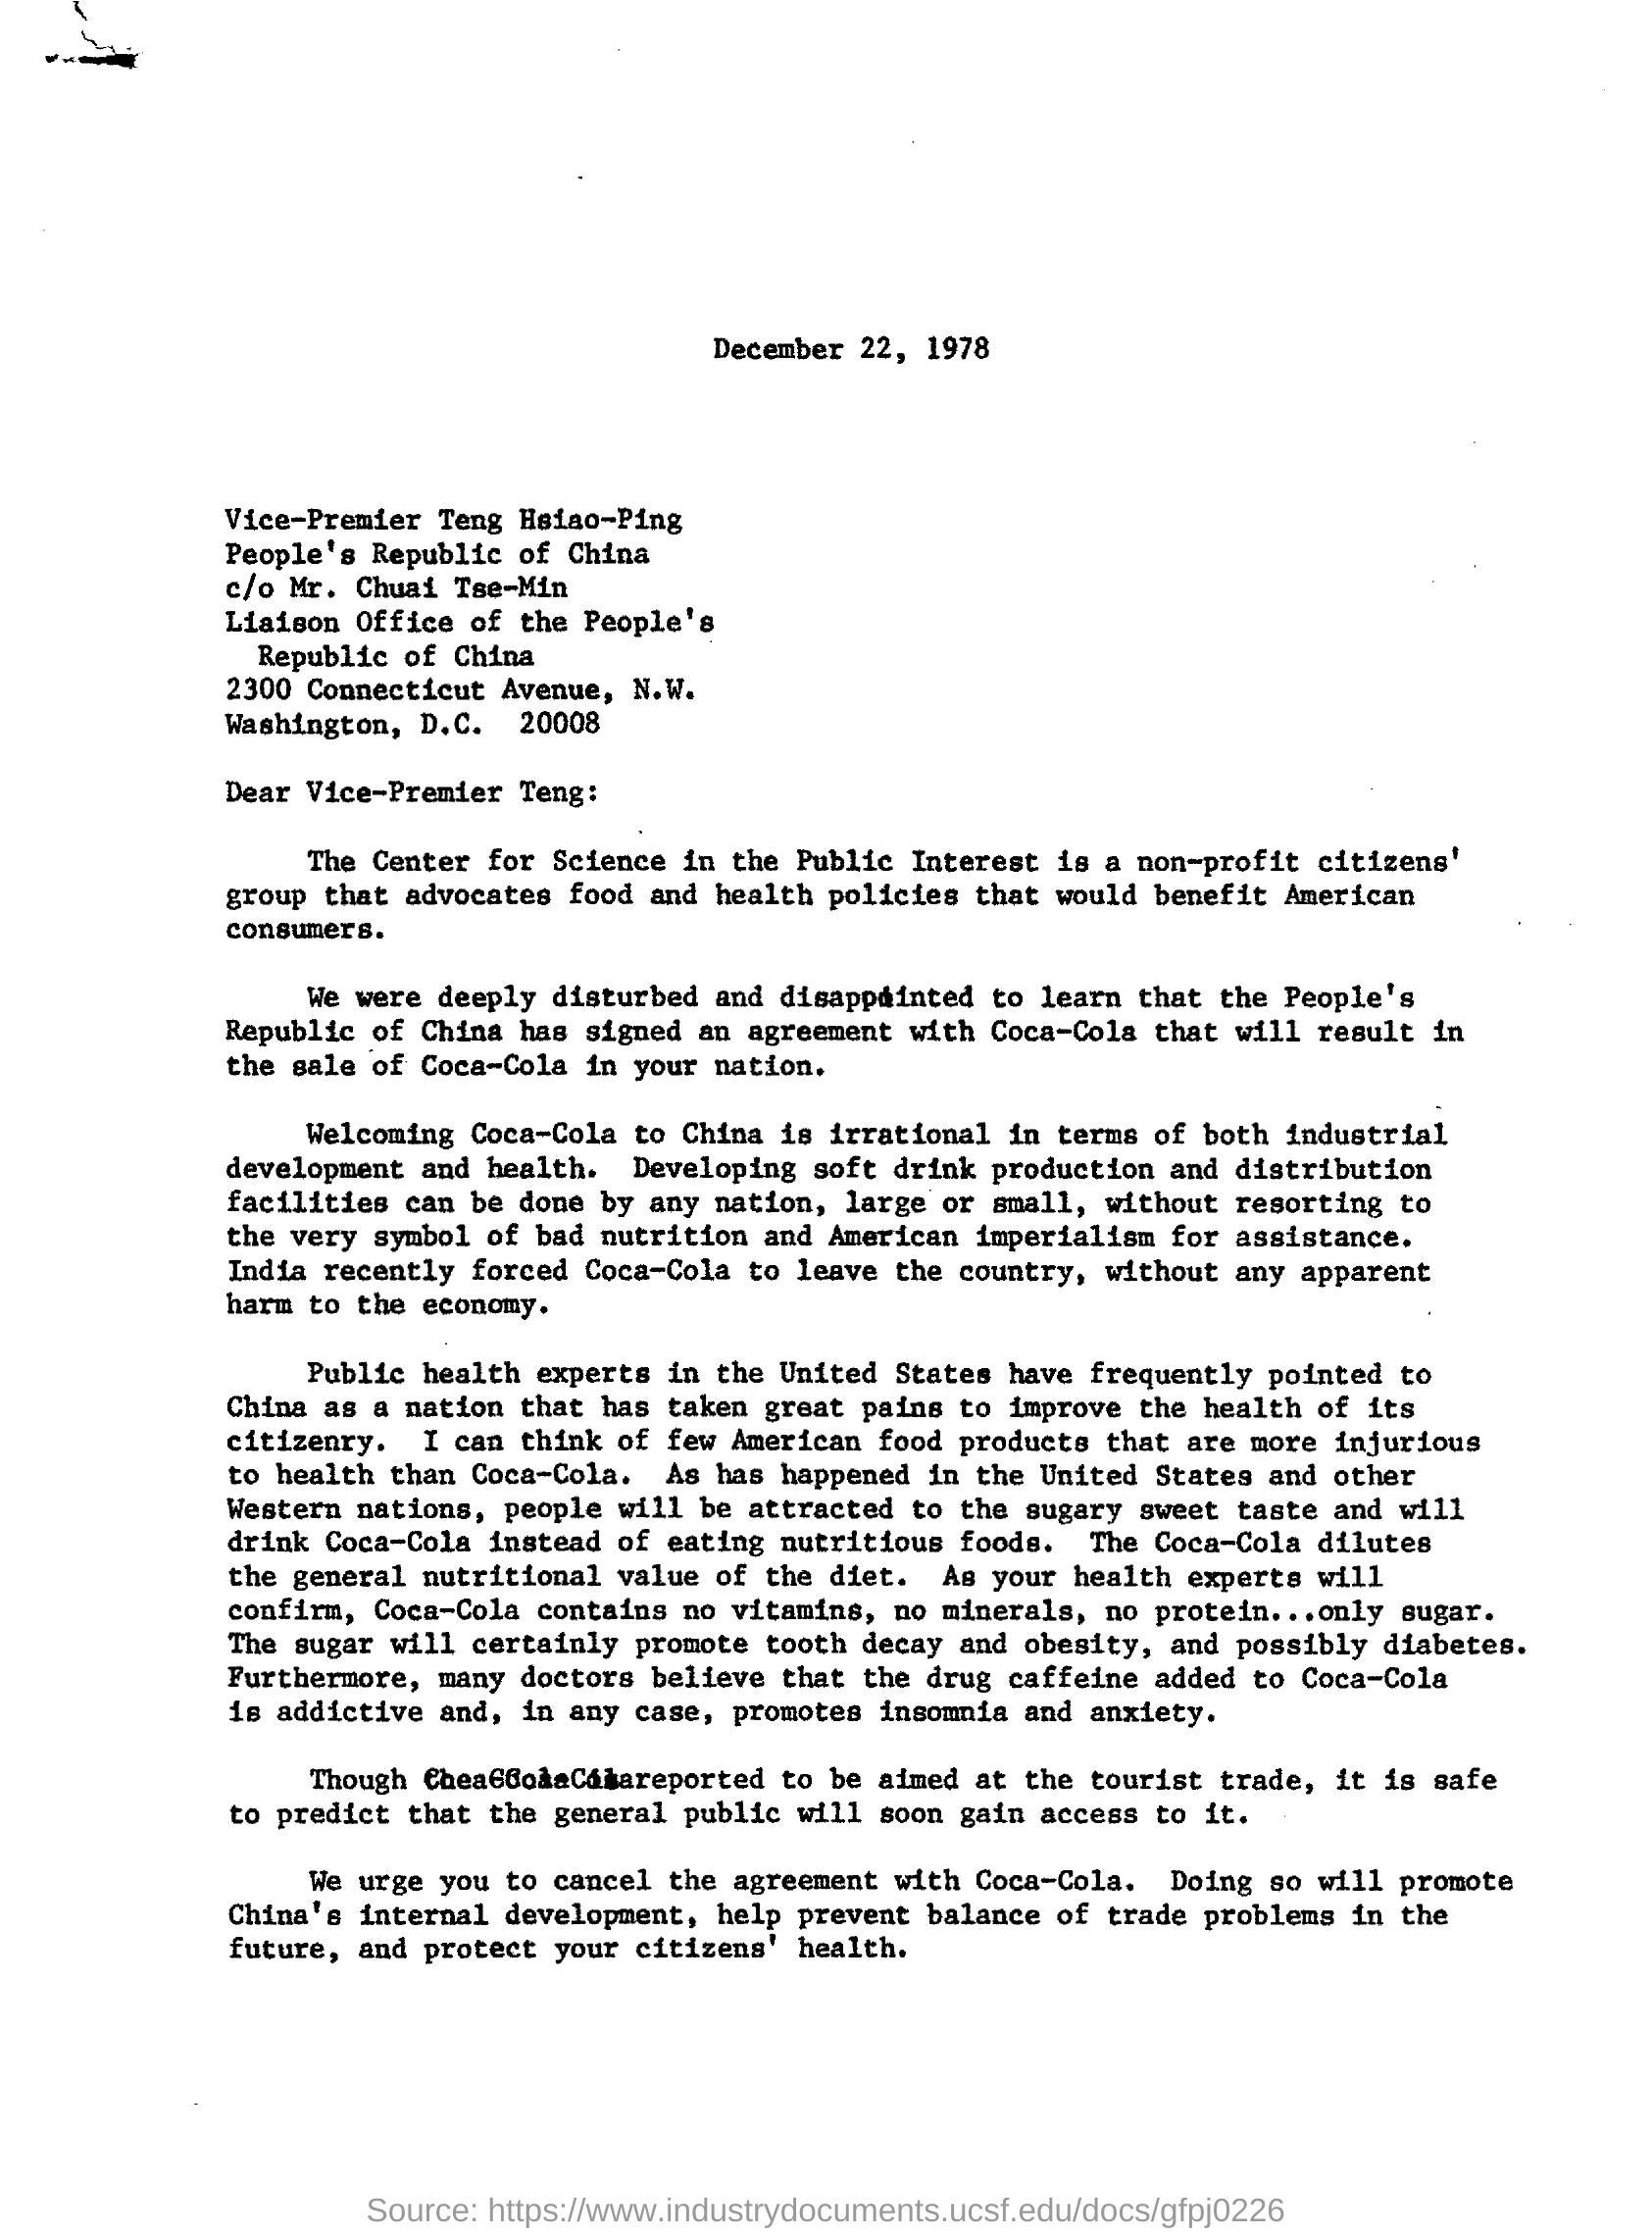 December 22, 1978
Vice-Premier Teng Hsiao-Ping
People's Republic of China
c/o Mr. Chuai Tse-Min
Liaison Office of the People's
Republic of China
2300 Connecticut Avenue, N.W.
Washington, D.C. 20008
Dear Vice-Premier Teng:
The Center for Science in the Public Interest is a non-profit citizens'
group that advocates food and health policies that would benefit American
consumers.
We were deeply disturbed and disappointed to learn that the People's
Republic of China has signed an agreement with Coca-Cola that will result in
the sale of Coca-Cola in your nation.
Welcoming Coca-Cola to China is irrational in terms of both industrial
development and health. Developing soft drink production and distribution
facilities can be done by any nation, large or small, without resorting to
the very symbol of bad nutrition and American imperialism for assistance.
India recently forced Coca-Cola to leave the country, without any apparent
harm to the economy.
Public health experts in the United States have frequently pointed to
China as a nation that has taken great pains to improve the health of its
citizenry. I can think of few American food products that are more injurious
to health than Coca-Cola. As has happened in the United States and other
Western nations, people will be attracted to the sugary sweet taste and will
drink Coca-Cola instead of eating nutritious foods. The Coca-Cola dilutes
the general nutritional value of the diet. As your health experts will
confirm, Coca-Cola contains no vitamins, no minerals, no protein...only sugar.
The sugar will certainly promote tooth decay and obesity, and possibly diabetes.
Furthermore, many doctors believe that the drug caffeine added to Coca-Cola
is addictive and, in any case, promotes insomnia and anxiety.
Though reported to be aimed at the tourist trade, it is safe
to predict that the general public will soon gain access to it.
We urge you to cancel the agreement with Coca-Cola. Doing so will promote
China's internal development, help prevent balance of trade problems in the
future, and protect your citizens' health.
Source: https://www.industrydocuments.ucsf.edu/docs/gfpj0226